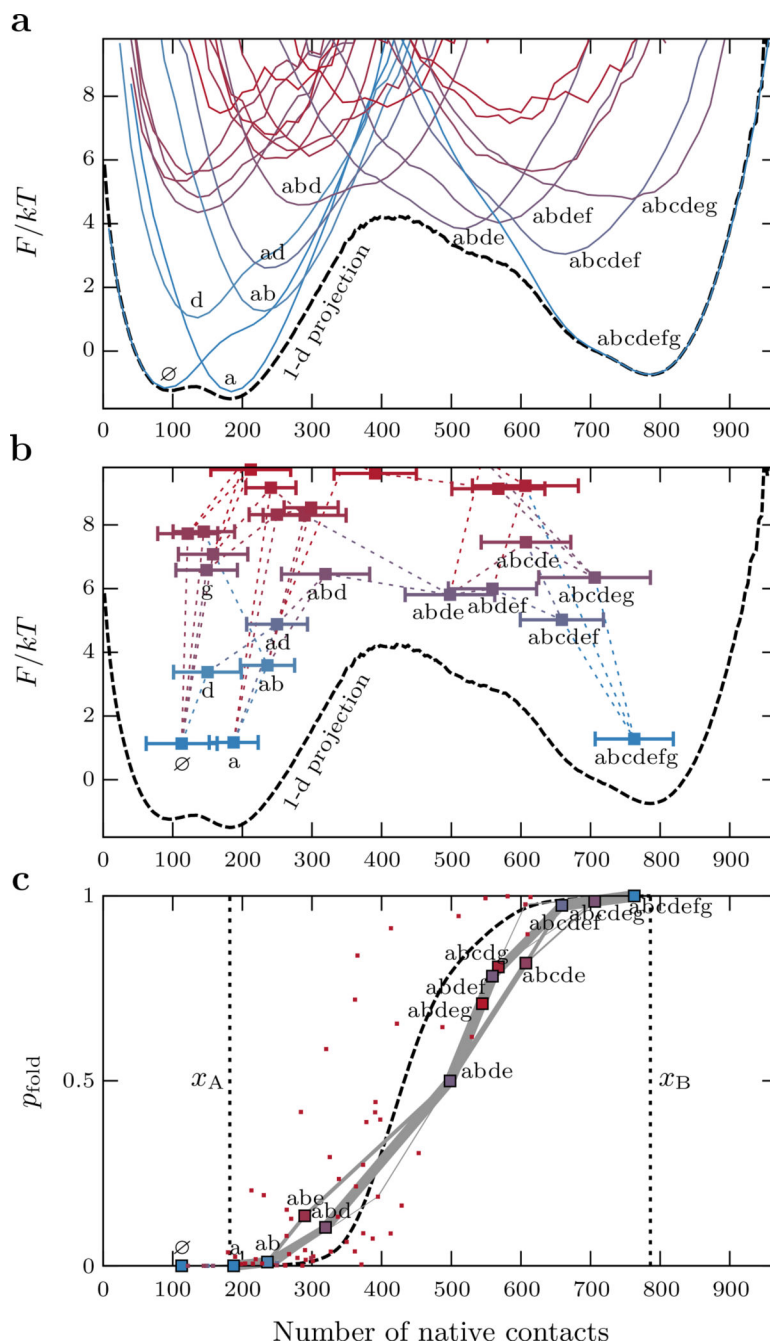 a
8
6
4
2
0
F/kT
abd
ad
d
ab
∅
a
1-d projection
abde
abdef
abcdeg
abcdef
abcdefg
0 100 200 300 400 500 600 700 800 900
b
8
6
4
2
0
F/kT
g
abd
ad
d
ab
∅
a
1-d projection
abcde
abde
abdef
abcdeg
abcdef
abcdefg
0 100 200 300 400 500 600 700 800 900
c
1
0.5
0
pfold
xA
xB
abcdefg
abcdeg
abcdef
abcdg
abcde
abdef
abdeg
abde
abe
abd
∅
a
ab
0 100 200 300 400 500 600 700 800 900
Number of native contacts